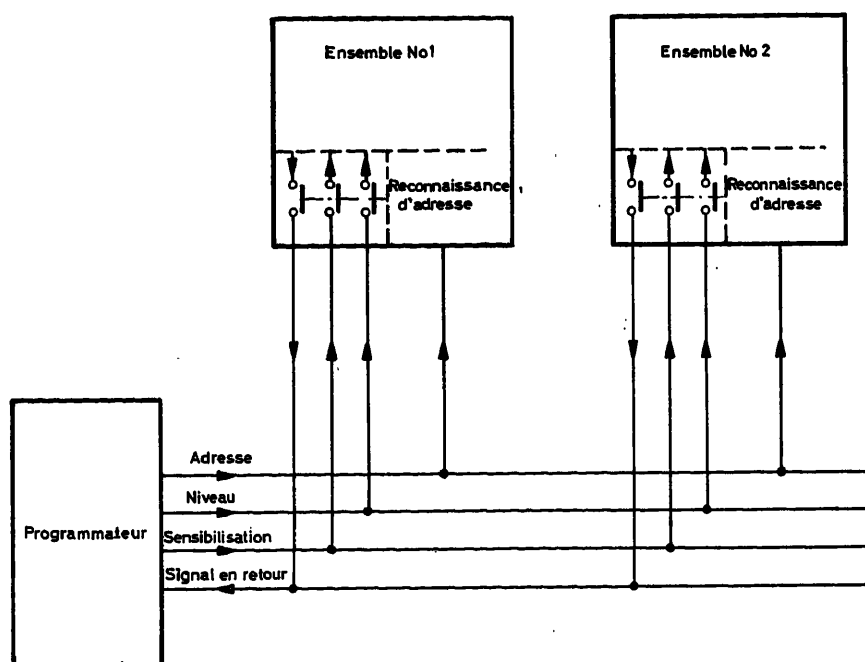 Ensemble No1
Ensemble No 2
Reconnaissance
d'adresse
Reconnaissance
d'adresse
Adresse
Niveau
Programmateur
Sensibilisation
Signal en retour